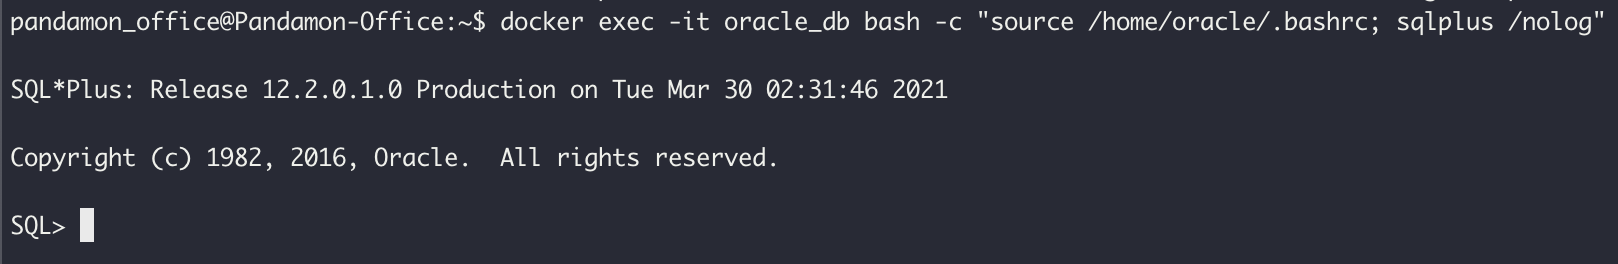 pandamon_office@Pandamon-Office:~$ docker exec -it oracle_db bash -c "source /home/oracle/.bashrc; sqlplus /nolog"
SQL*Plus: Release 12.2.0.1.0 Production on Tue Mar 30 02:31:46 2021
Copyright (c) 1982, 2016, Oracle.  All rights reserved.
SQL>